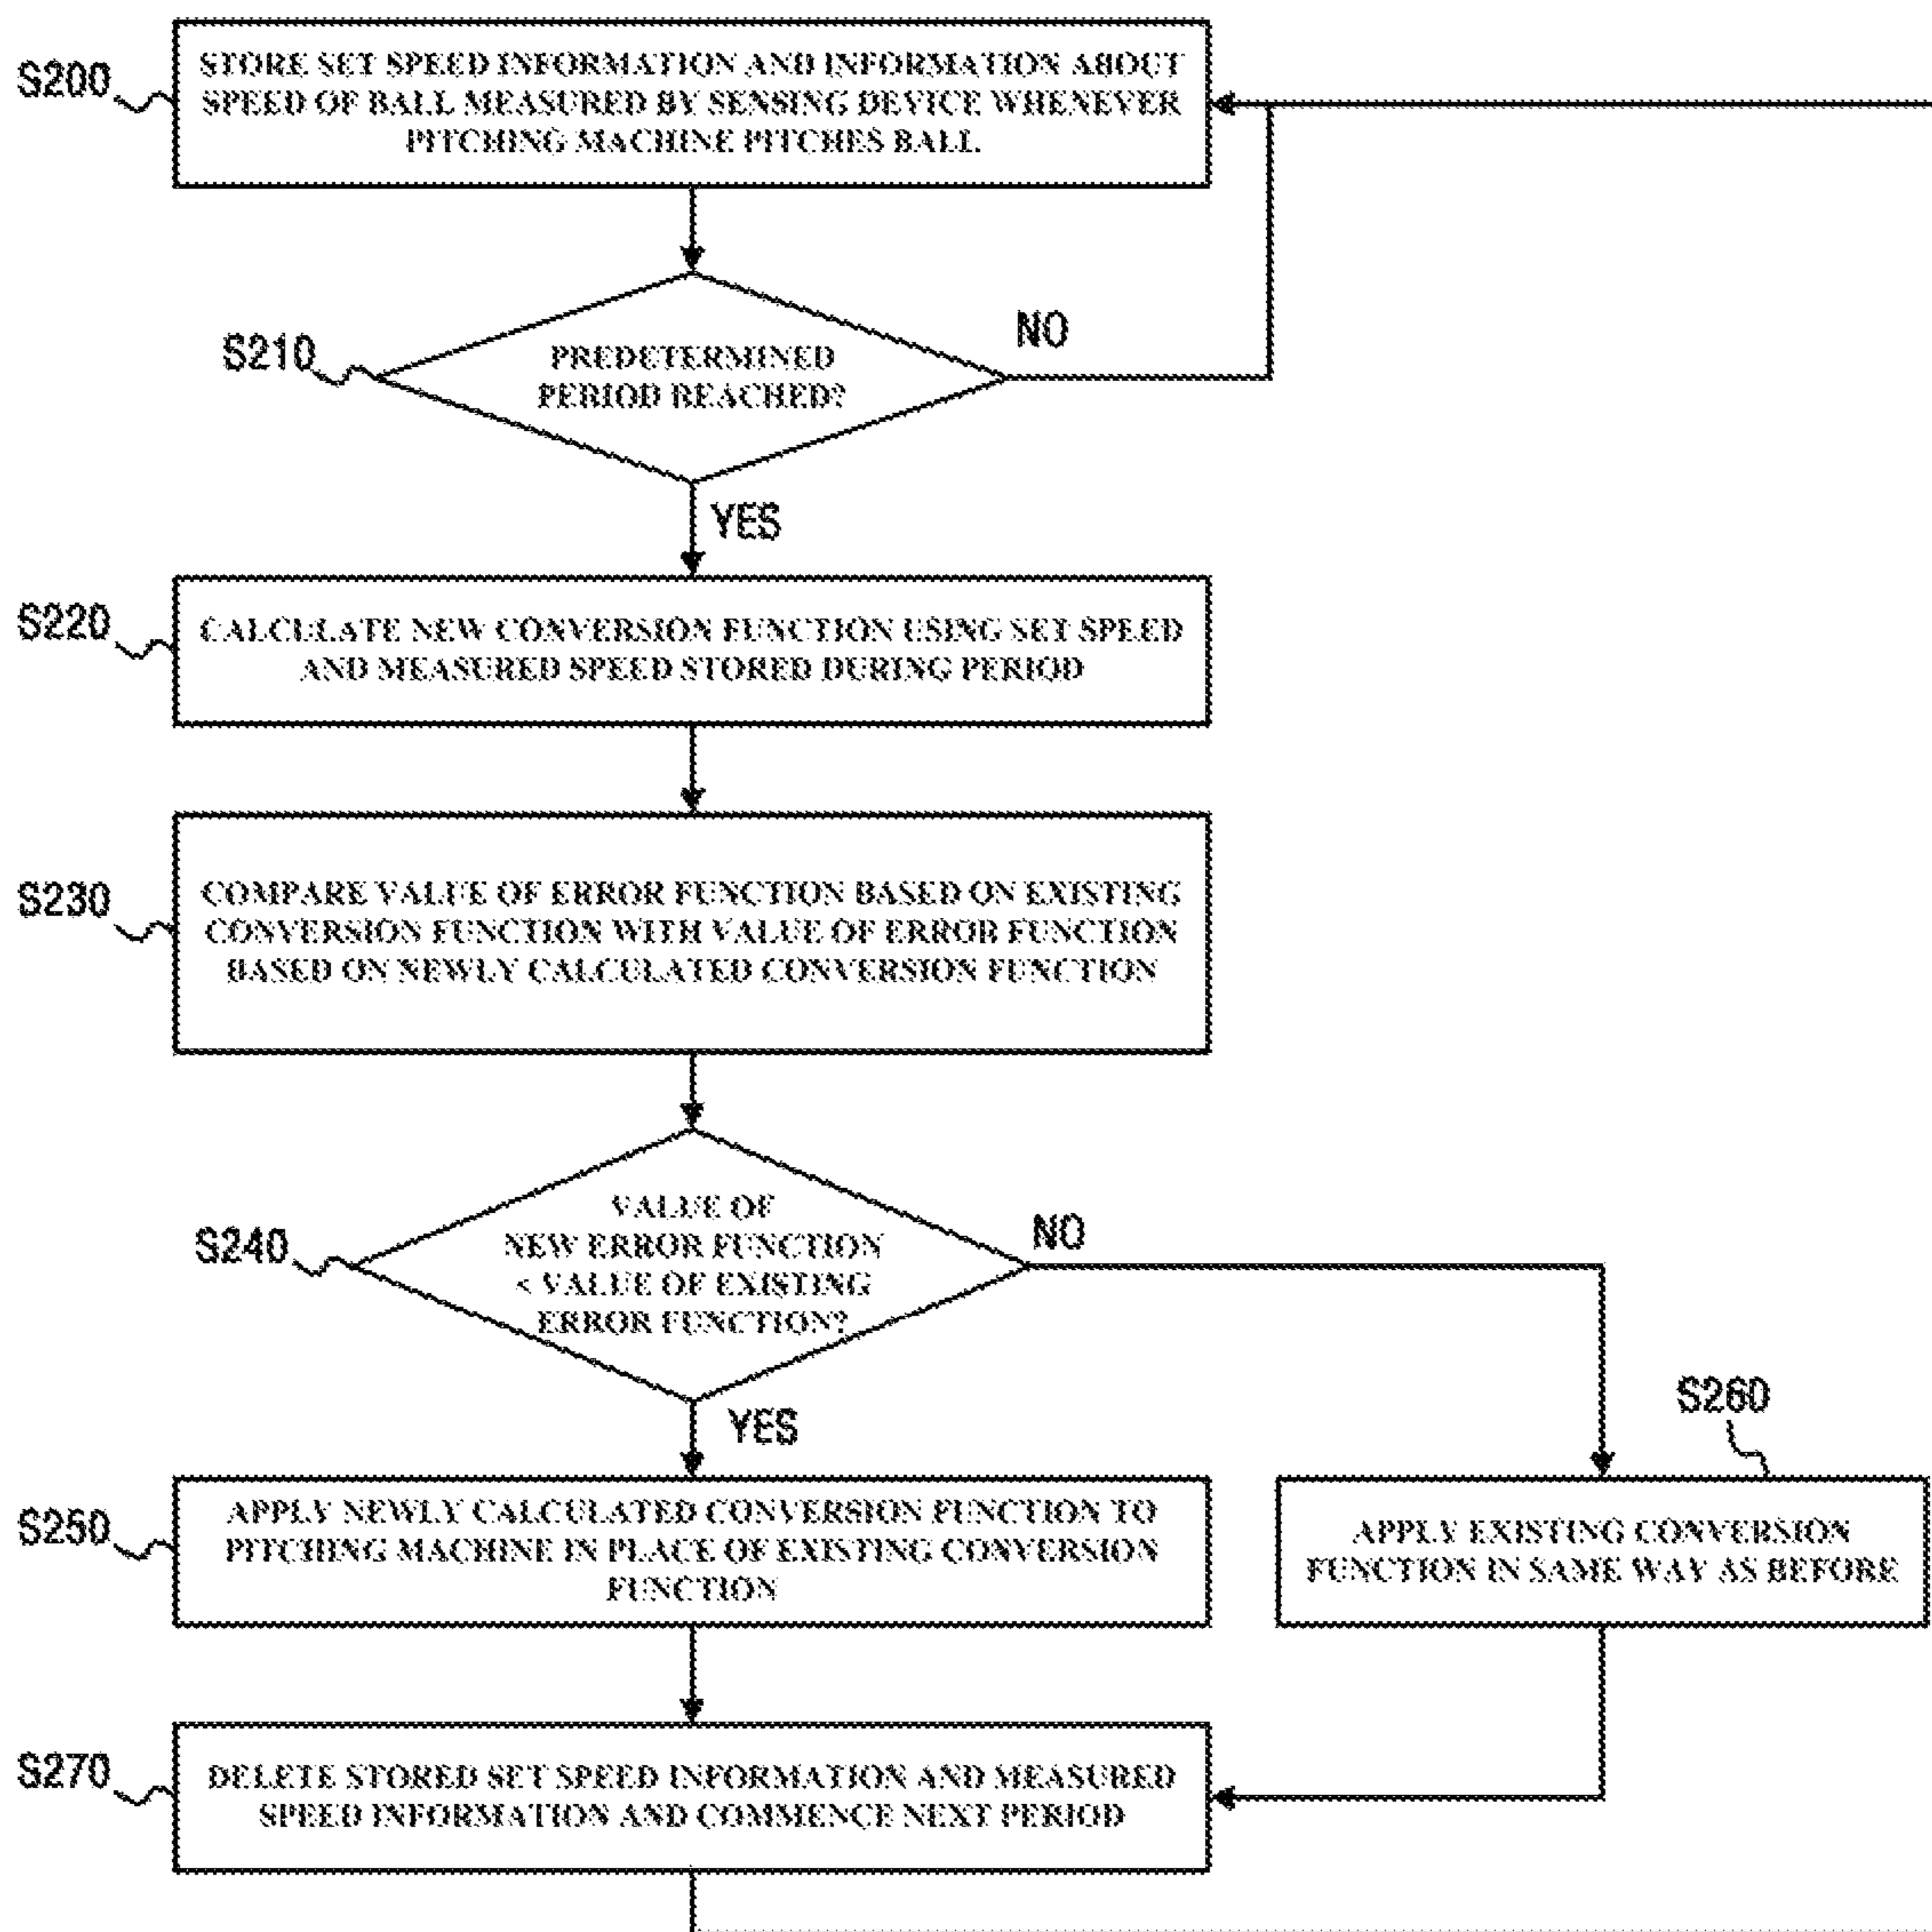 S200
STORE SET SPEED INFORMATION AND INFORMATION ABOUT
SPEED OF BALL MEASURED BY SENSING DEVICE WHENEVER
PITCHING MACHINE PITCHES BALL
S210
PREDETERMINED
PERIOD REACHED?
NO
YES
S220
CALCULATE NEW CONVERSION FUNCTION USING SET SPEED
AND MEASURED SPEED STORED DURING PERIOD
S230
COMPARE VALUE OF ERROR FUNCTION BASED ON EXISTING
CONVERSION FUNCTION WITH VALUE OF ERROR FUNCTION
BASED ON NEWLY CALCULATED CONVERSION FUNCTION
S240
VALUE OF
NEW ERROR FUNCTION
< VALUE OF EXISTING
ERROR FUNCTION?
NO
YES
S250
APPLY NEWLY CALCULATED CONVERSION FUNCTION TO
PITCHING MACHINE IN PLACE OF EXISTING CONVERSION
FUNCTION
S260
APPLY EXISTING CONVERSION
FUNCTION IN SAME WAY AS BEFORE
S270
DELETE STORED SET SPEED INFORMATION AND MEASURED
SPEED INFORMATION AND COMMENCE NEXT PERIOD